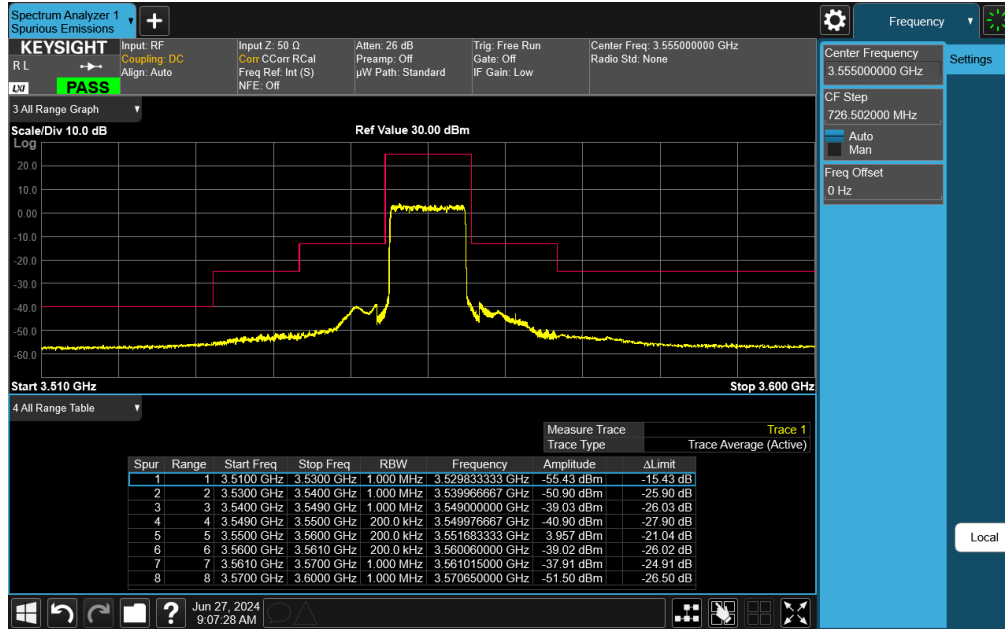 Spectrum Analyzer 1
Spurious Emissions
Frequency
KEYSIGHT
R L
LXI
PASS
Input: RF
Coupling: DC
Align: Auto
Input Z: 50 Ω
Corr CCorr RCal
Freq Ref: Int (S)
NFE: Off
Atten: 26 dB
Preamp: Off
µW Path: Standard
Trig: Free Run
Gate: Off
IF Gain: Low
Center Freq: 3.555000000 GHz
Radio Std: None
Center Frequency
3.555000000 GHz
Settings
CF Step
726.502000 MHz
Auto
Man
Freq Offset
0 Hz
Local
3 All Range Graph
Scale/Div 10.0 dB
Ref Value 30.00 dBm
Log
20.0
10.0
0.00
-10.0
-20.0
-30.0
-40.0
-50.0
-60.0
Start 3.510 GHz
Stop 3.600 GHz
4 All Range Table
Measure Trace Trace 1
Trace Type Trace Average (Active)
Spur Range Start Freq Stop Freq RBW Frequency Amplitude ΔLimit
1 1 3.5100 GHz 3.5300 GHz 1.000 MHz 3.529833333 GHz -55.43 dBm -15.43 dB
2 2 3.5300 GHz 3.5400 GHz 1.000 MHz 3.539966667 GHz -50.90 dBm -25.90 dB
3 3 3.5400 GHz 3.5490 GHz 1.000 MHz 3.549000000 GHz -39.03 dBm -26.03 dB
4 4 3.5490 GHz 3.5500 GHz 200.0 kHz 3.549976667 GHz -40.90 dBm -27.90 dB
5 5 3.5500 GHz 3.5600 GHz 200.0 kHz 3.551683333 GHz 3.957 dBm -21.04 dB
6 6 3.5600 GHz 3.5610 GHz 200.0 kHz 3.560060000 GHz -39.02 dBm -26.02 dB
7 7 3.5610 GHz 3.5700 GHz 1.000 MHz 3.561015000 GHz -37.91 dBm -24.91 dB
8 8 3.5700 GHz 3.6000 GHz 1.000 MHz 3.570650000 GHz -51.50 dBm -26.50 dB
?
Jun 27, 2024
9:07:28 AM